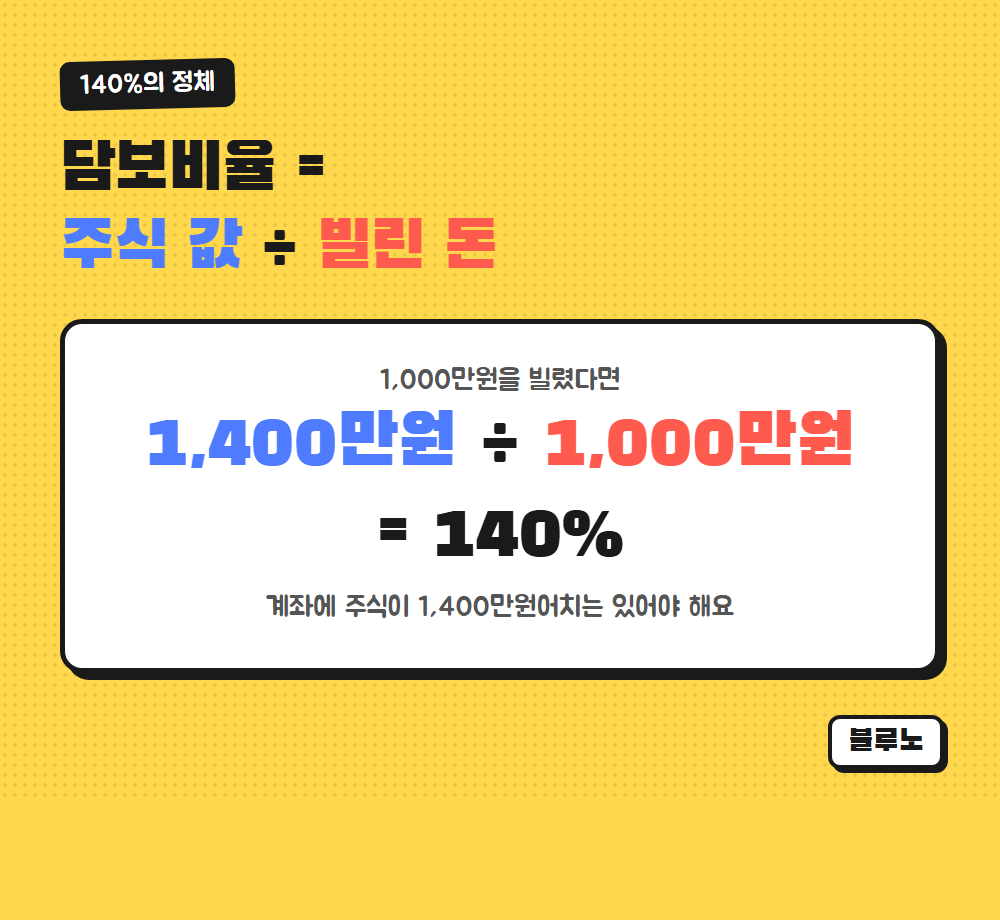 140%의 정체
담보비율 =
주식 값 ÷ 빌린 돈
1,000만원을 빌렸다면
1,400만원 ÷ 1,000만원
= 140%
계좌에 주식이 1,400만원어치는 있어야 해요
블루노